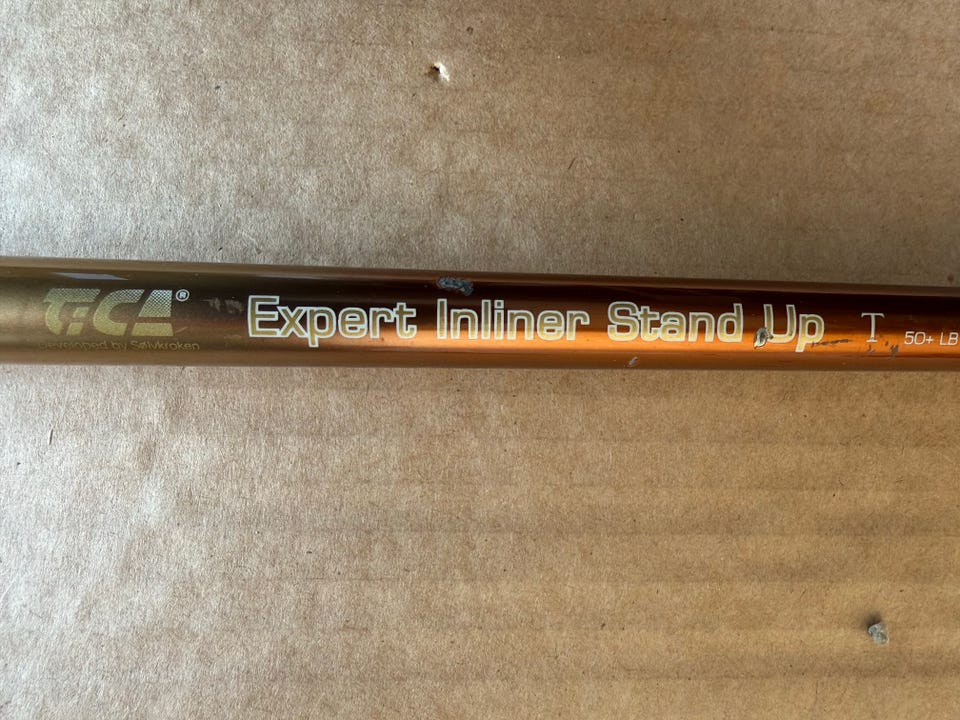 TiCA® Expert Inliner Stand Up T 50+ LB
Developed by Sølvkroken